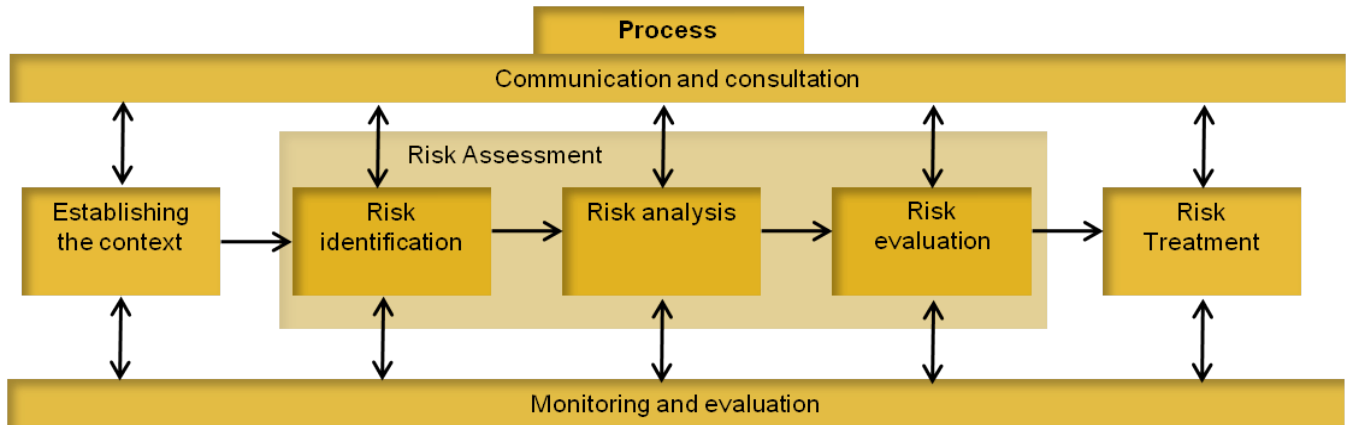 Process
Communication and consultation
Risk Assessment
Establishing
the context
Risk
identification
Risk analysis
Risk
evaluation
Risk
Treatment
Monitoring and evaluation